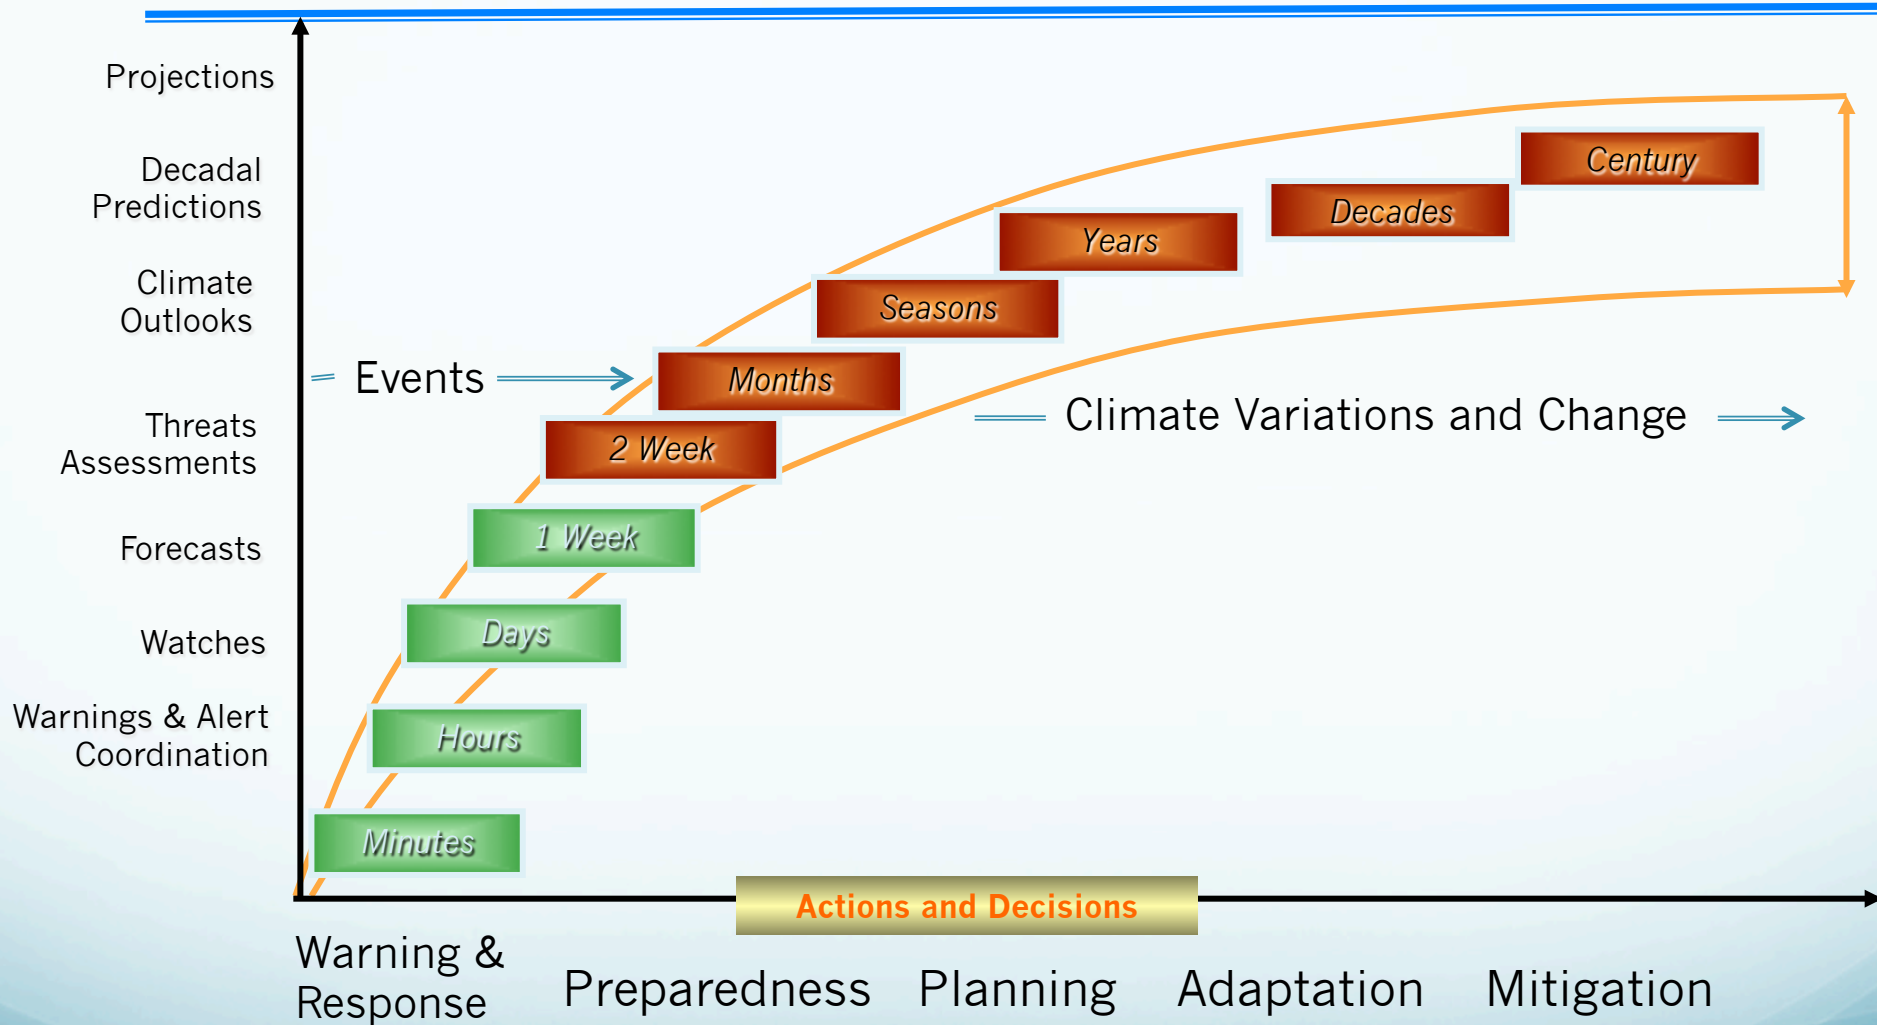 Projections
Decadal
Predictions
Climate
Outlooks
Threats
Assessments
Forecasts
Watches
Warnings & Alert
Coordination
Century
Decades
Years
Seasons
Months
2 Week
1 Week
Days
Hours
Minutes
Events
Climate Variations and Change
Actions and Decisions
Warning &
Response
Preparedness
Planning
Adaptation
Mitigation